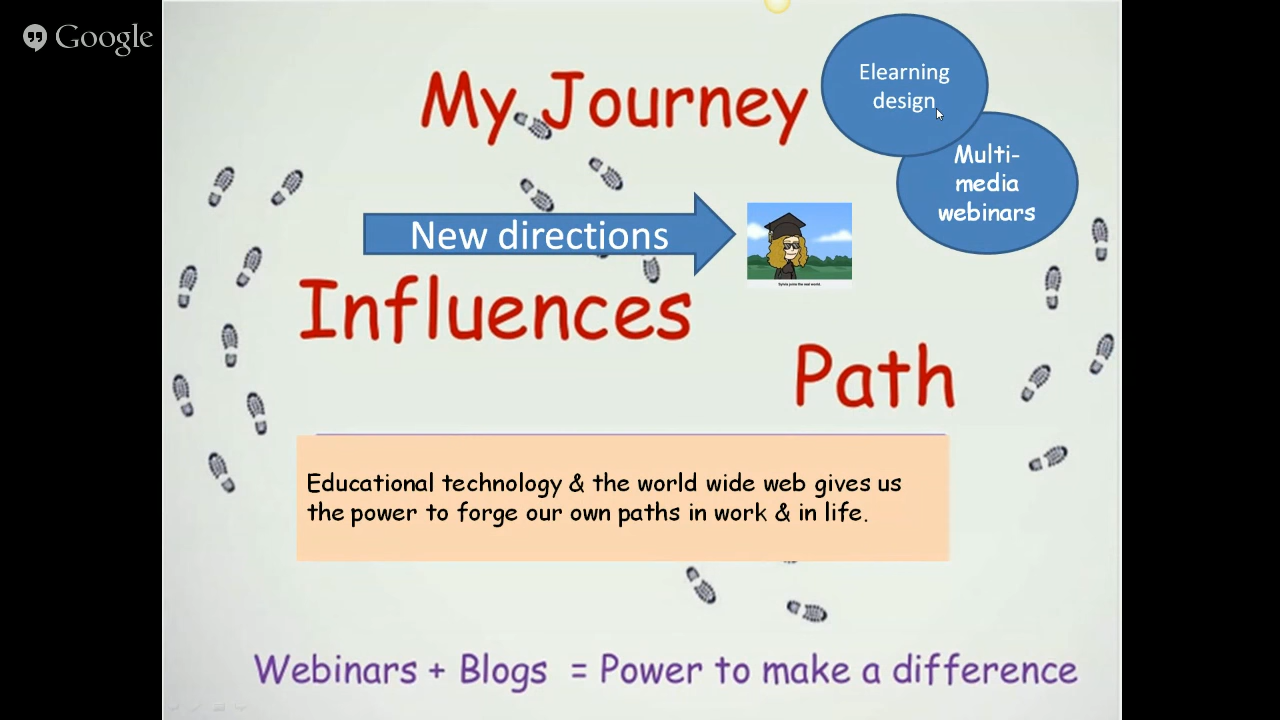 Google
My Journey
Elearning
design
Multi-
media
webinars
New directions
Influences
Path
Educational technology & the world wide web gives us
the power to forge our own paths in work & in life.
Webinars + Blogs = Power to make a difference